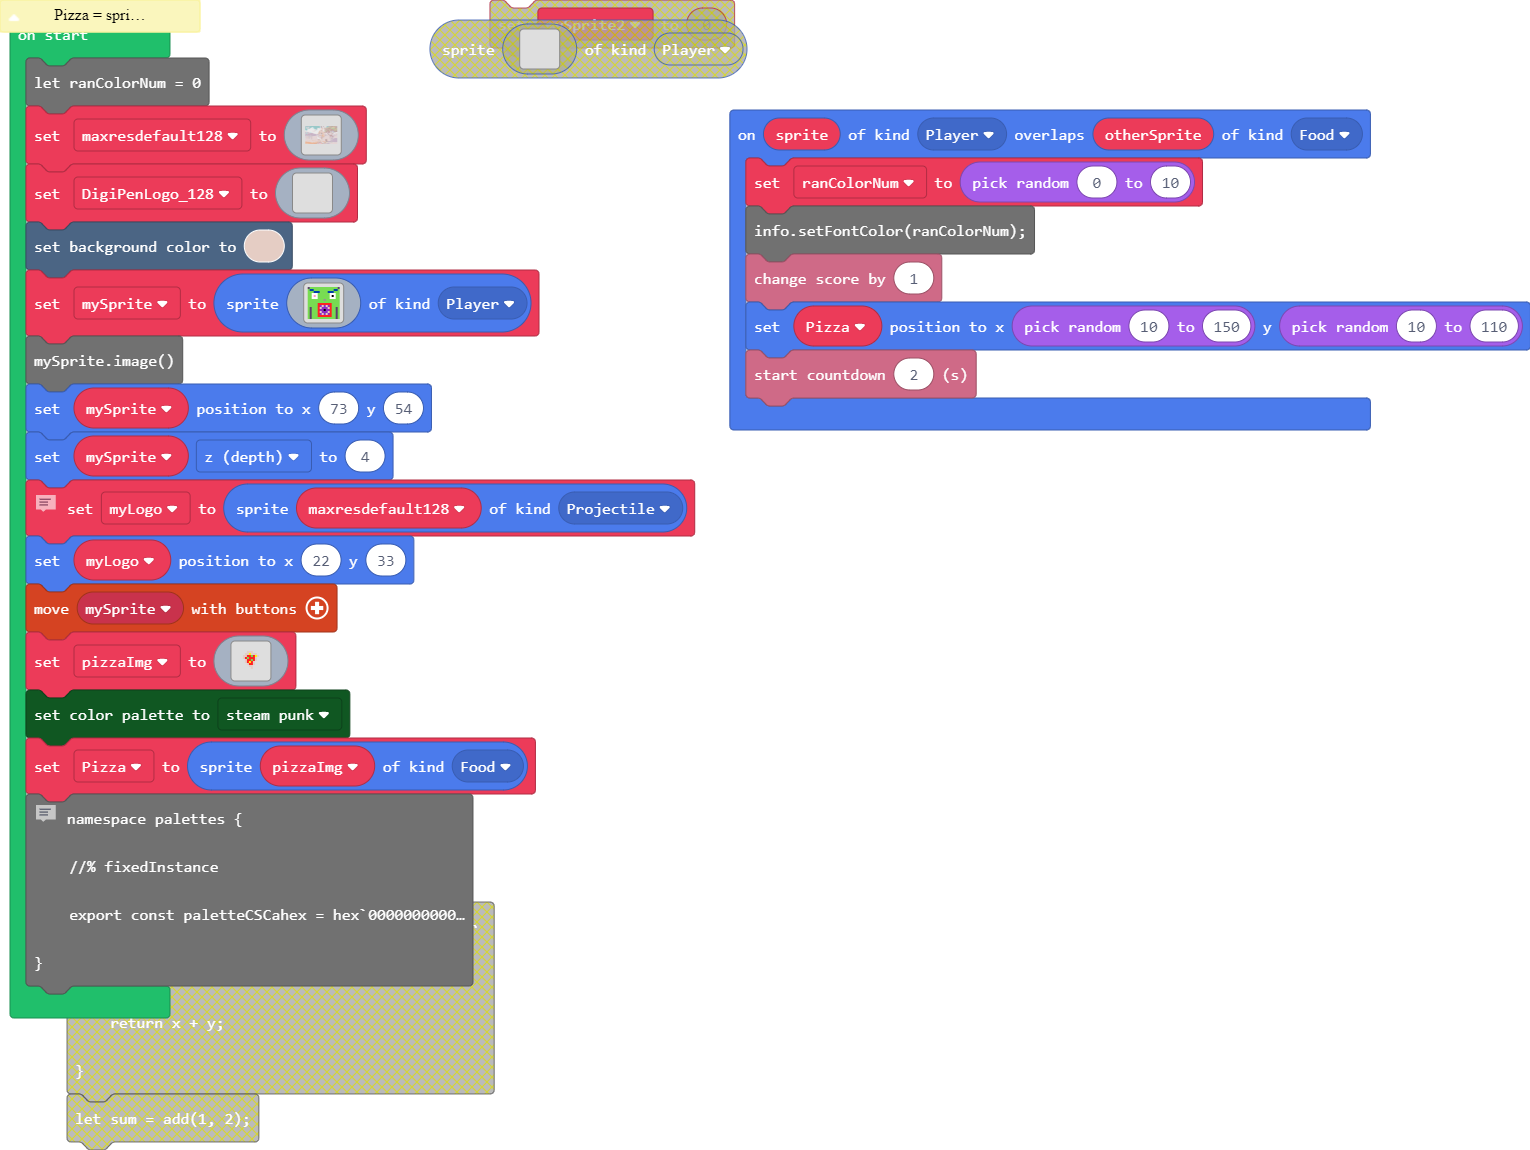 Pizza = spri…
on start
let ranColorNum = 0
set maxresdefault128 to
set DigiPenLogo_128 to
set background color to
set mySprite to sprite of kind Player
mySprite.image()
set mySprite position to x 73 y 54
set mySprite z (depth) to 4
set myLogo to sprite maxresdefault128 of kind Projectile
set myLogo position to x 22 y 33
move mySprite with buttons
set pizzaImg to
set color palette to steam punk
set Pizza to sprite pizzaImg of kind Food
namespace palettes {
//% fixedInstance
export const paletteCSCahex = hex`0000000000…
}
return x + y;
}
let sum = add(1, 2);
Sprite2 to
sprite of kind Player
on sprite of kind Player overlaps otherSprite of kind Food
set ranColorNum to pick random 0 to 10
info.setFontColor(ranColorNum);
change score by 1
set Pizza position to x pick random 10 to 150 y pick random 10 to 110
start countdown 2 (s)